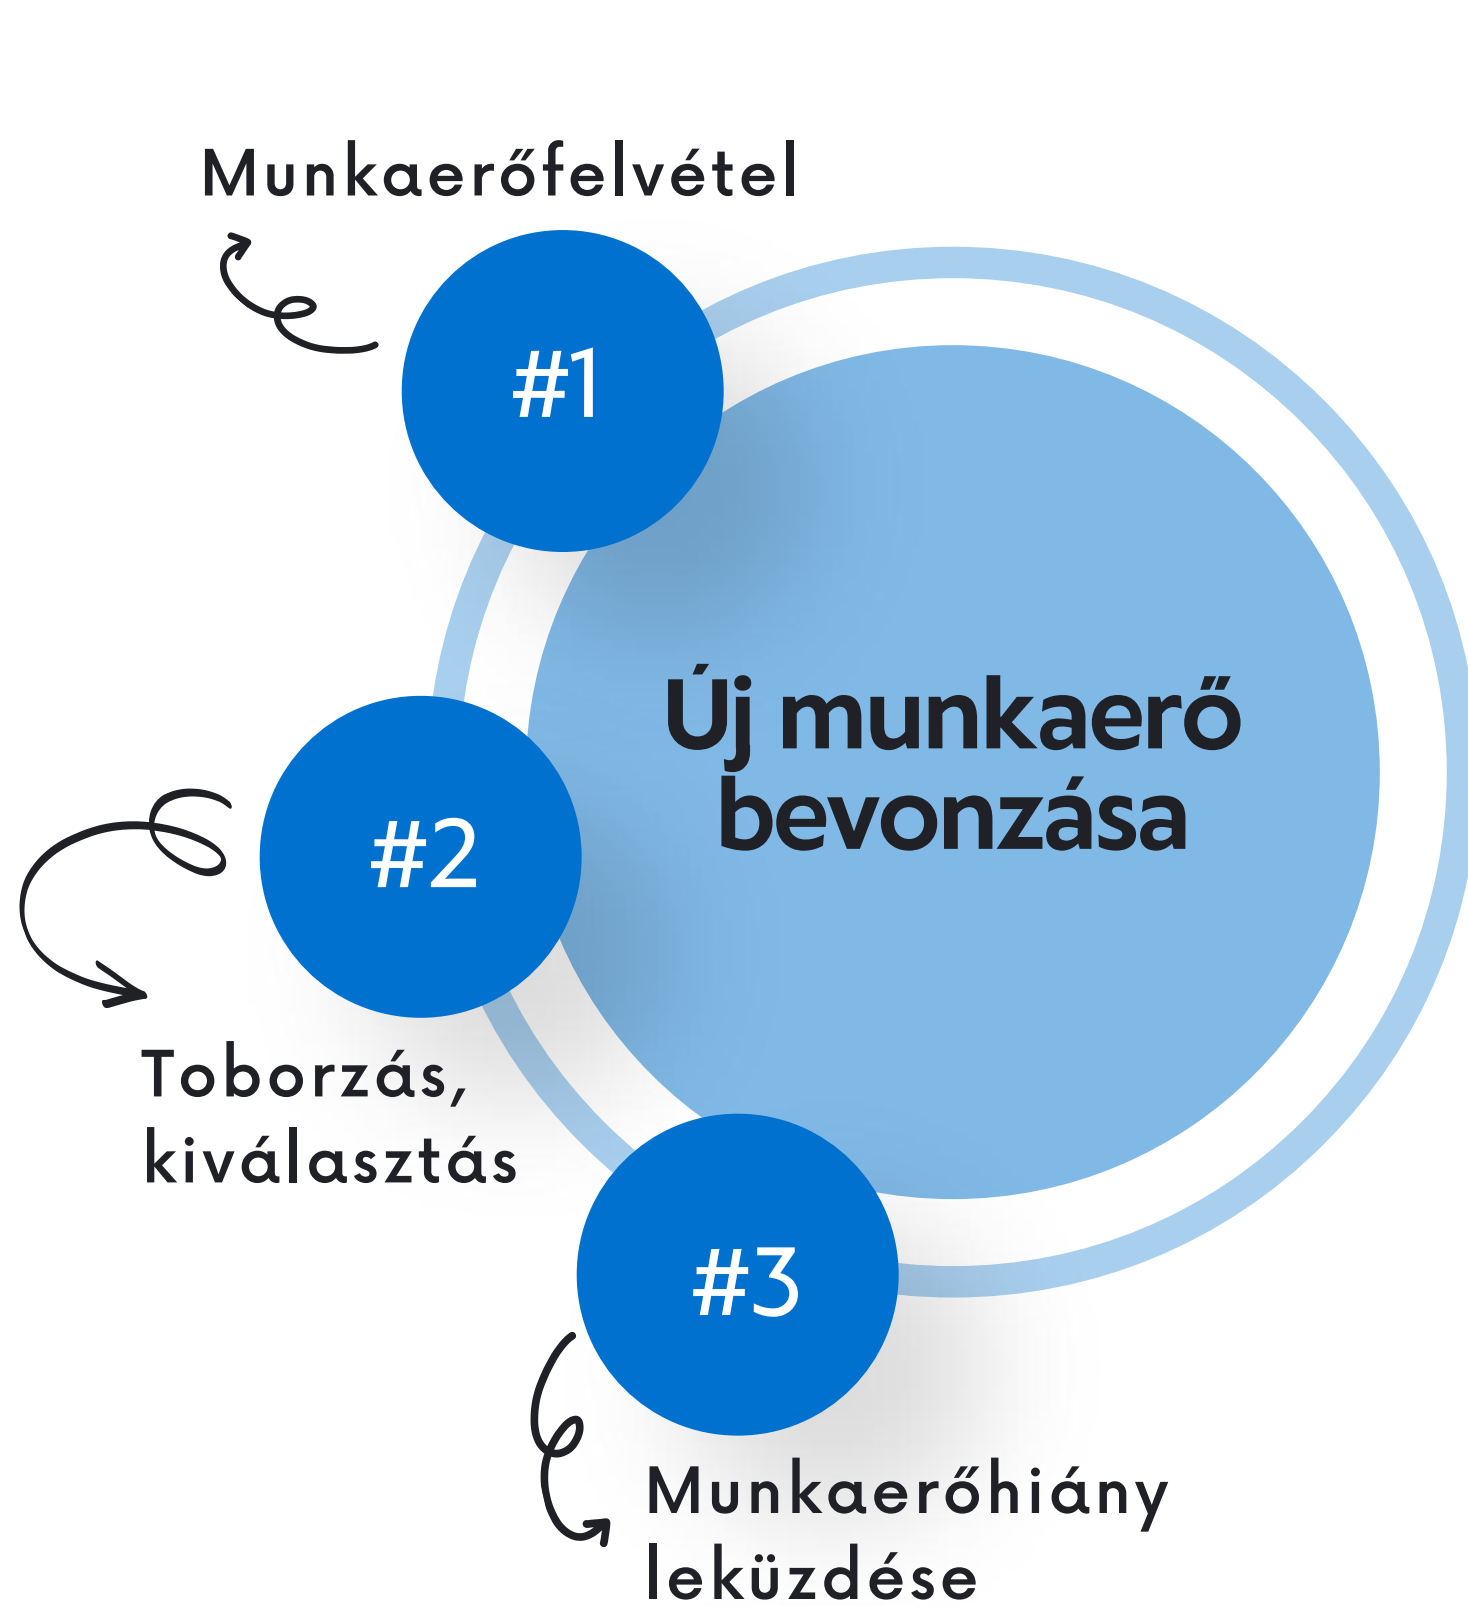 Munkaerőfelvétel
#1
Új munkaerő
bevonzása
#2
Toborzás,
kiválasztás
#3
Munkaerőhiány
leküzdése